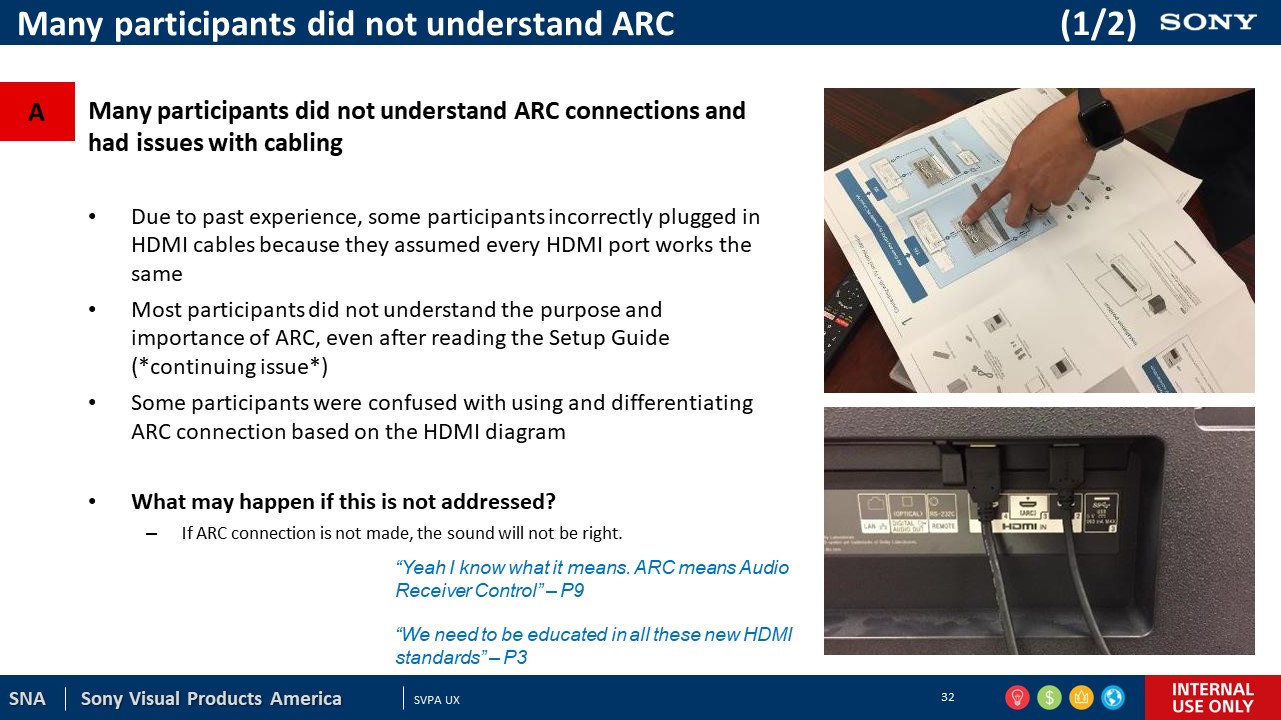 Many participants did not understand ARC
(1/2)
SONY
A
Many participants did not understand ARC connections and
had issues with cabling
• Due to past experience, some participants incorrectly plugged in
HDMI cables because they assumed every HDMI port works the
same
• Most participants did not understand the purpose and
importance of ARC, even after reading the Setup Guide
(*continuing issue*)
• Some participants were confused with using and differentiating
ARC connection based on the HDMI diagram
• What may happen if this is not addressed?
– If ARC connection is not made, the sound will not be right.
“Yeah I know what it means. ARC means Audio
Receiver Control” – P9
“We need to be educated in all these new HDMI
standards” – P3
1
Installation position
LAN
(OPTICAL)
DIGITAL
AUDIO OUT
RS-232C
REMOTE
4
(ARC)
3
2
HDMI IN
SNA
Sony Visual Products America
SVPA UX
32
$
INTERNAL
USE ONLY